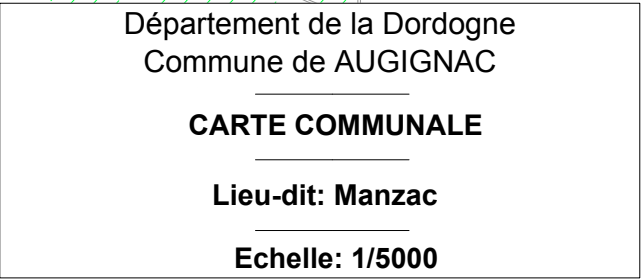 Département de la Dordogne
Commune de AUGIGNAC
CARTE COMMUNALE
Lieu-dit: Manzac
Echelle: 1/5000